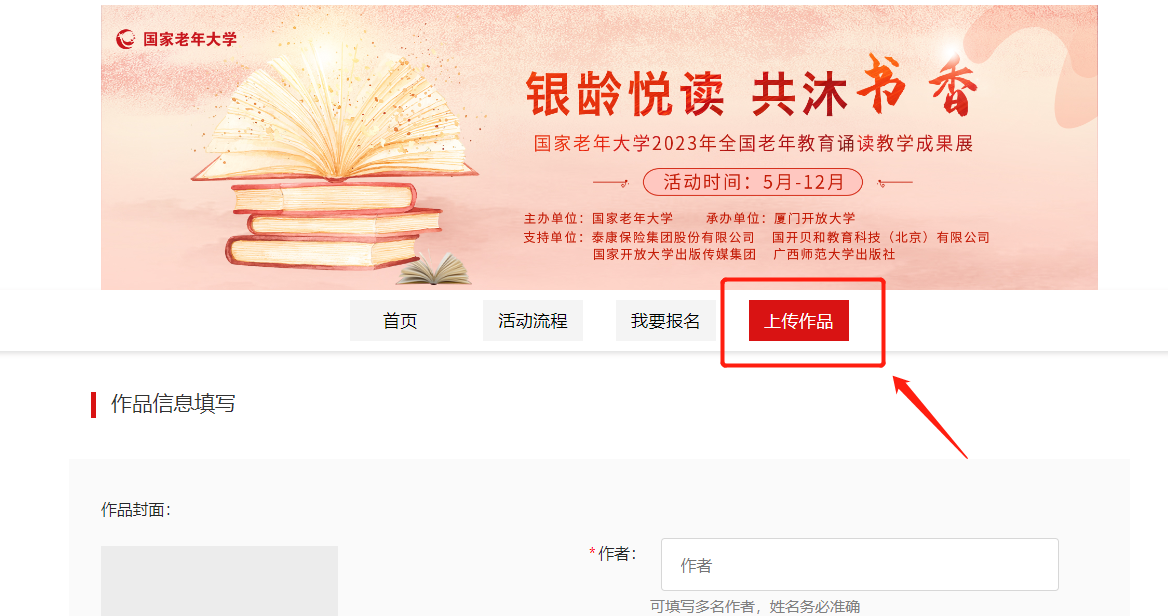 国家老年大学
银龄悦读 共沐书香
国家老年大学2023年全国老年教育诵读教学成果展
活动时间：5月-12月
主办单位：国家老年大学 承办单位：厦门开放大学
支持单位：泰康保险集团股份有限公司 国开贝和教育科技（北京）有限公司
国家开放大学出版传媒集团 广西师范大学出版社
首页 活动流程 我要报名 上传作品
作品信息填写
作品封面：
*作者： 作者
可填写多名作者，姓名务必准确